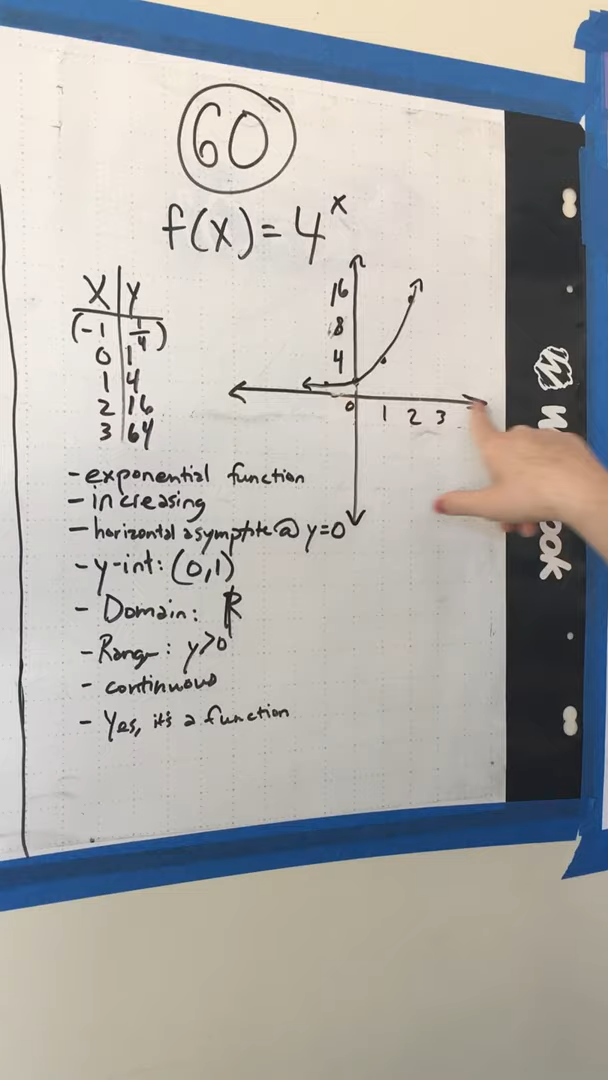 60
f(x) = 4^x
x | y
(-1 | 1/4)
0 | 1
1 | 4
2 | 16
3 | 64
16
8
4
0 1 2 3
- exponential function
- increasing
- horizontal asymptote @ y=0
- y-int: (0,1)
- Domain: ℝ
- Range: y>0
- continuous
- Yes, it's a function
ook